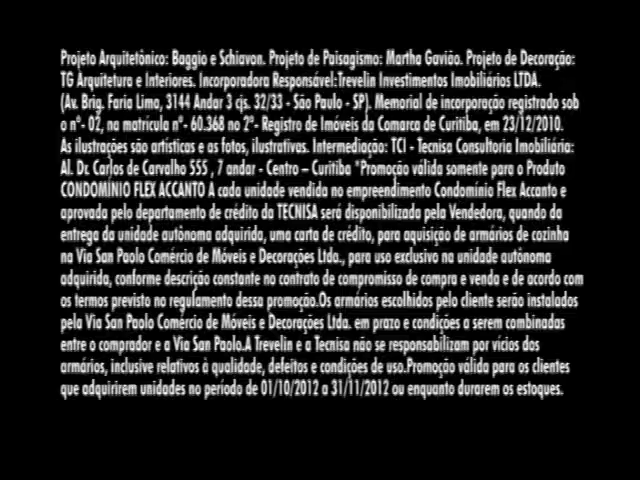 Projeto Arquitetônico: Baggio e Schiavon. Projeto de Paisagismo: Martha Gavião. Projeto de Decoração:
TG Arquitetura e Interiores. Incorporadora Responsável:Trevelin Investimentos Imobiliários LTDA.
(Av. Brig. Faria Lima, 3144 Andar 3 cjs. 32/33 - São Paulo - SP). Memorial de incorporação registrado sob
o nº- 02, na matrícula nº- 60.368 no 2º- Registro de Imóveis da Comarca de Curitiba, em 23/12/2010.
As ilustrações são artísticas e as fotos, ilustrativas. Intermediação: TCI - Tecnisa Consultoria Imobiliária:
Al. Dr. Carlos de Carvalho 555 , 7 andar - Centro – Curitiba *Promoção válida somente para o Produto
CONDOMÍNIO FLEX ACCANTO A cada unidade vendida no empreendimento Condomínio Flex Accanto e
aprovada pelo departamento de crédito da TECNISA será disponibilizada pela Vendedora, quando da
entrega da unidade autônoma adquirida, uma carta de crédito, para aquisição de armários de cozinha
na Via San Paolo Comércio de Móveis e Decorações Ltda., para uso exclusivo na unidade autônoma
adquirida, conforme descrição constante no contrato de compromisso de compra e venda e de acordo com
os termos previsto no regulamento dessa promoção.Os armários escolhidos pelo cliente serão instalados
pela Via San Paolo Comércio de Móveis e Decorações Ltda. em prazo e condições a serem combinadas
entre o comprador e a Via San Paulo.A Trevelin e a Tecnisa não se responsabilizam por vícios dos
armários, inclusive relativos à qualidade, defeitos e condições de uso.Promoção válida para os clientes
que adquirirem unidades no período de 01/10/2012 a 31/11/2012 ou enquanto durarem os estoques.